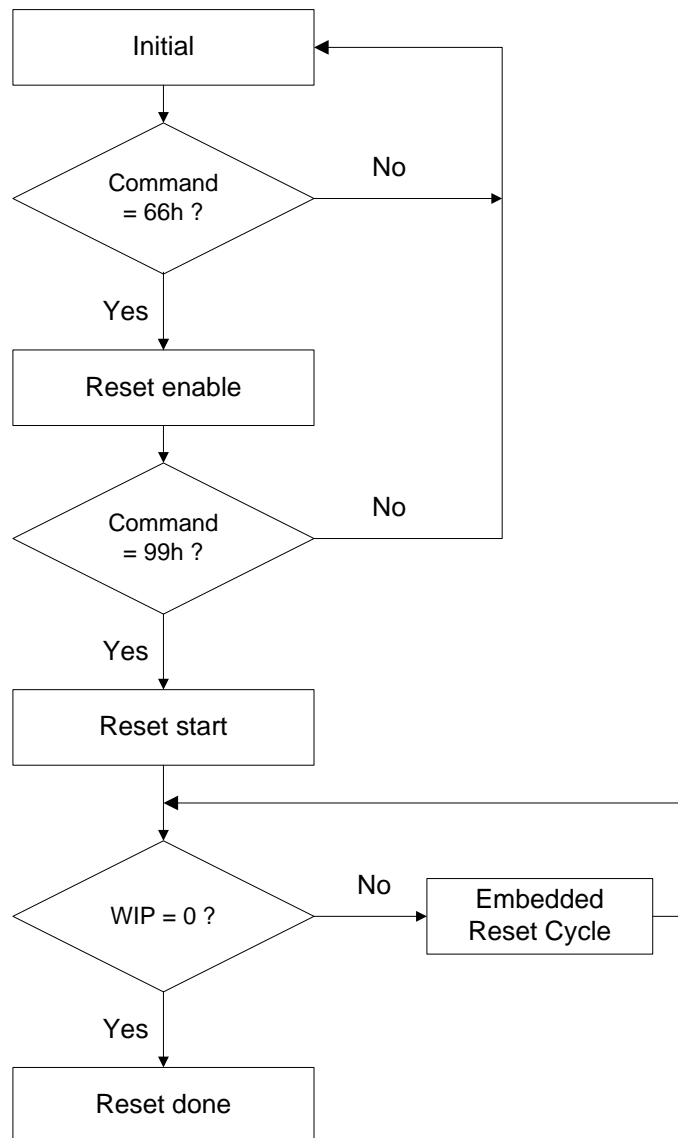 Initial
No
Command
= 66h ?
Yes
Reset enable
No
Command
= 99h ?
Yes
Reset start
No
WIP = 0 ?
Embedded
Reset Cycle
Yes
Reset done